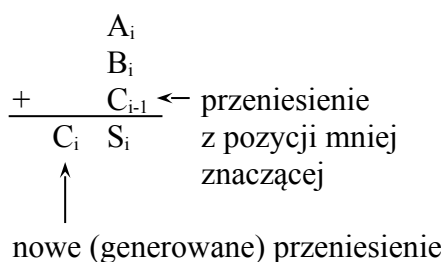 Aᵢ
Bᵢ
+ Cᵢ₋₁ przeniesienie
Cᵢ Sᵢ z pozycji mniej
znaczącej
nowe (generowane) przeniesienie